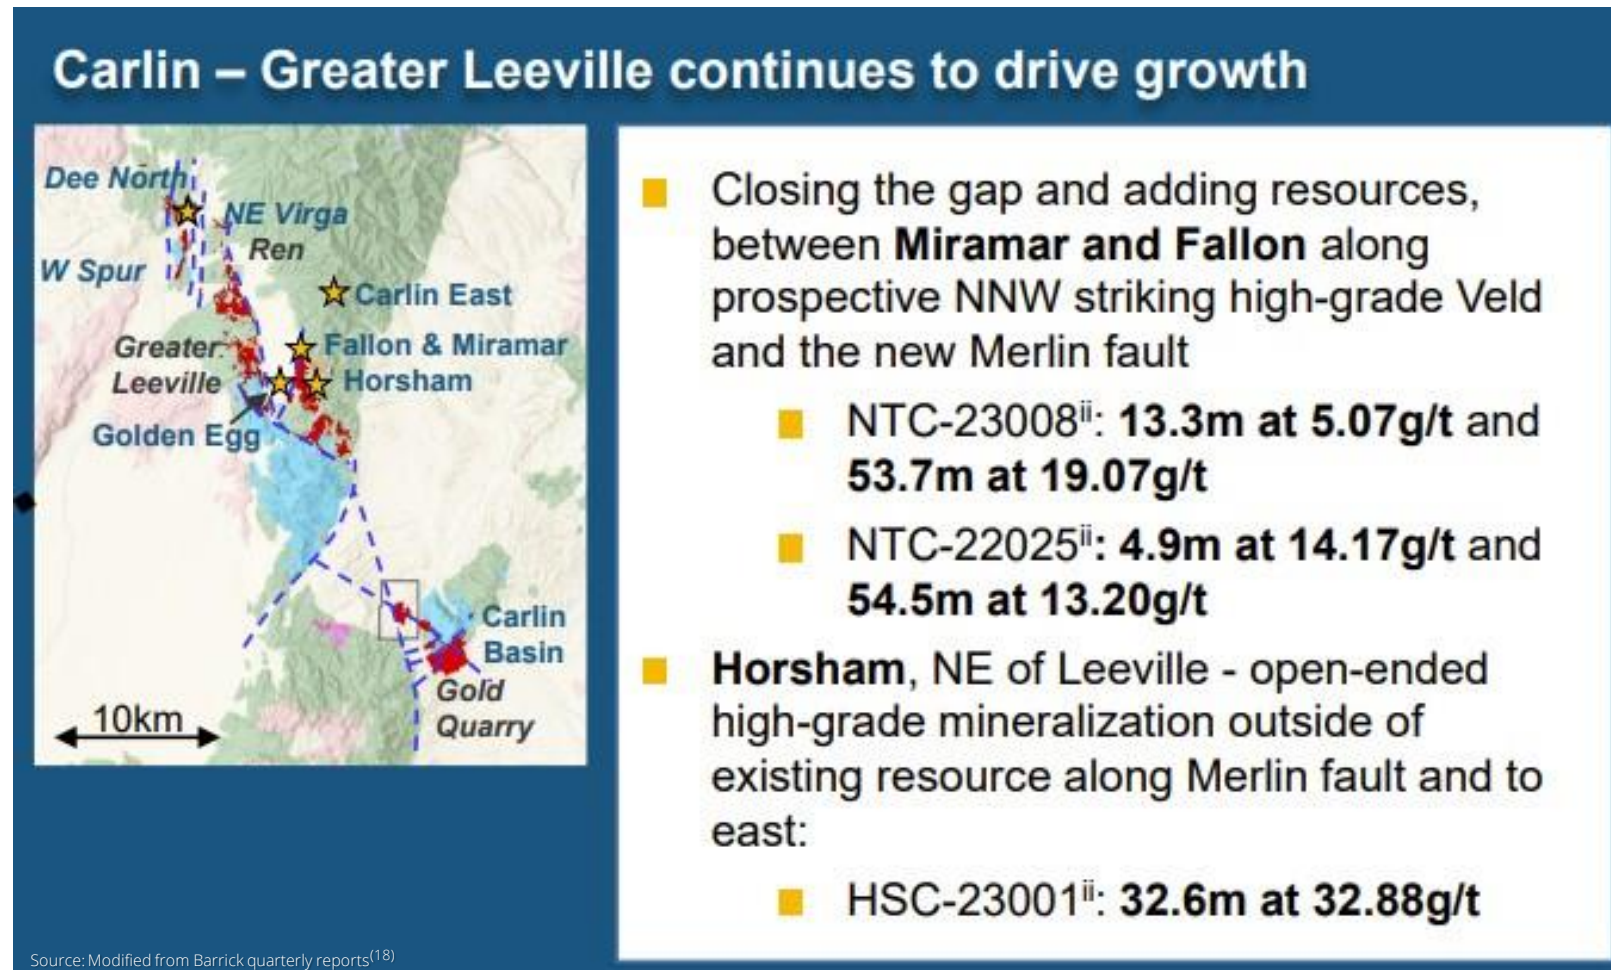 Carlin – Greater Leeville continues to drive growth
Dee North
NE Virga
Ren
W Spur
Carlin East
Greater
Leeville
Fallon & Miramar
Horsham
Golden Egg
Carlin
Basin
Gold
Quarry
10km
Closing the gap and adding resources,
between Miramar and Fallon along
prospective NNW striking high-grade Veld
and the new Merlin fault
NTC-23008ⁱⁱ: 13.3m at 5.07g/t and
53.7m at 19.07g/t
NTC-22025ⁱⁱ: 4.9m at 14.17g/t and
54.5m at 13.20g/t
Horsham, NE of Leeville - open-ended
high-grade mineralization outside of
existing resource along Merlin fault and to
east:
HSC-23001ⁱⁱ: 32.6m at 32.88g/t
Source: Modified from Barrick quarterly reports⁽¹⁸⁾